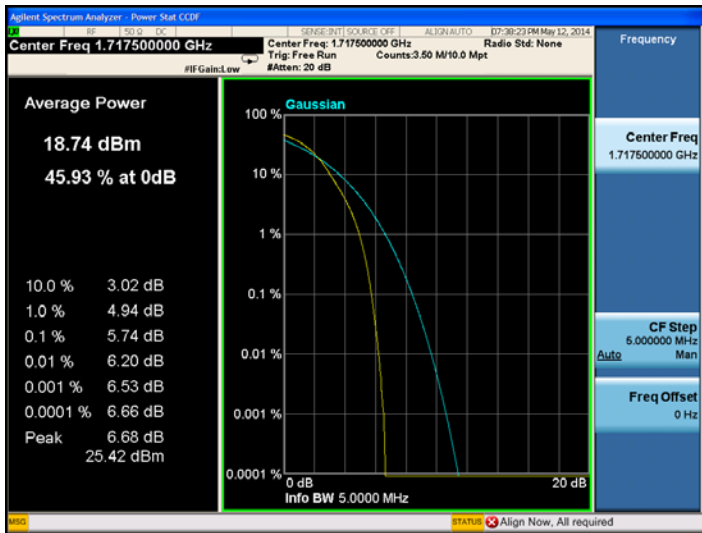 Agilent Spectrum Analyzer - Power Stat CCDF
RF 50 Ω DC SENSE:INT SOURCE OFF ALIGN AUTO 07:38:23 PM May 12, 2014
Center Freq 1.717500000 GHz
Center Freq: 1.717500000 GHz Radio Std: None
Trig: Free Run Counts:3.50 M/10.0 Mpt
#IFGain:Low #Atten: 20 dB
Frequency
Average Power
18.74 dBm
45.93 % at 0dB
10.0 % 3.02 dB
1.0 % 4.94 dB
0.1 % 5.74 dB
0.01 % 6.20 dB
0.001 % 6.53 dB
0.0001 % 6.66 dB
Peak 6.68 dB
25.42 dBm
Gaussian
100 %
10 %
1 %
0.1 %
0.01 %
0.001 %
0.0001 %
0 dB 20 dB
Info BW 5.0000 MHz
Center Freq
1.717500000 GHz
CF Step
5.000000 MHz
Auto Man
Freq Offset
0 Hz
MSG STATUS Align Now, All required